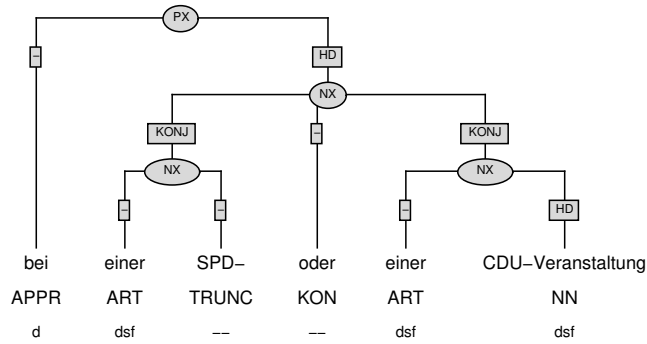 PX
– HD
NX
KONJ – KONJ
NX NX
– – – HD
bei einer SPD– oder einer CDU–Veranstaltung
APPR ART TRUNC KON ART NN
d dsf –– –– dsf dsf